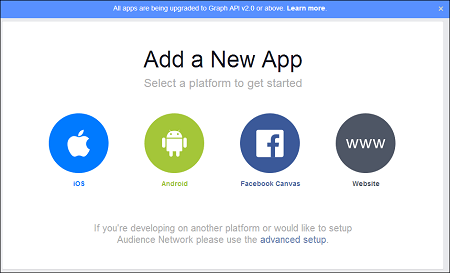 All apps are being upgraded to Graph API v2.0 or above. Learn more.
Add a New App
Select a platform to get started
WWW
iOS Android Facebook Canvas Website
If you're developing on another platform or would like to setup
Audience Network please use the advanced setup.